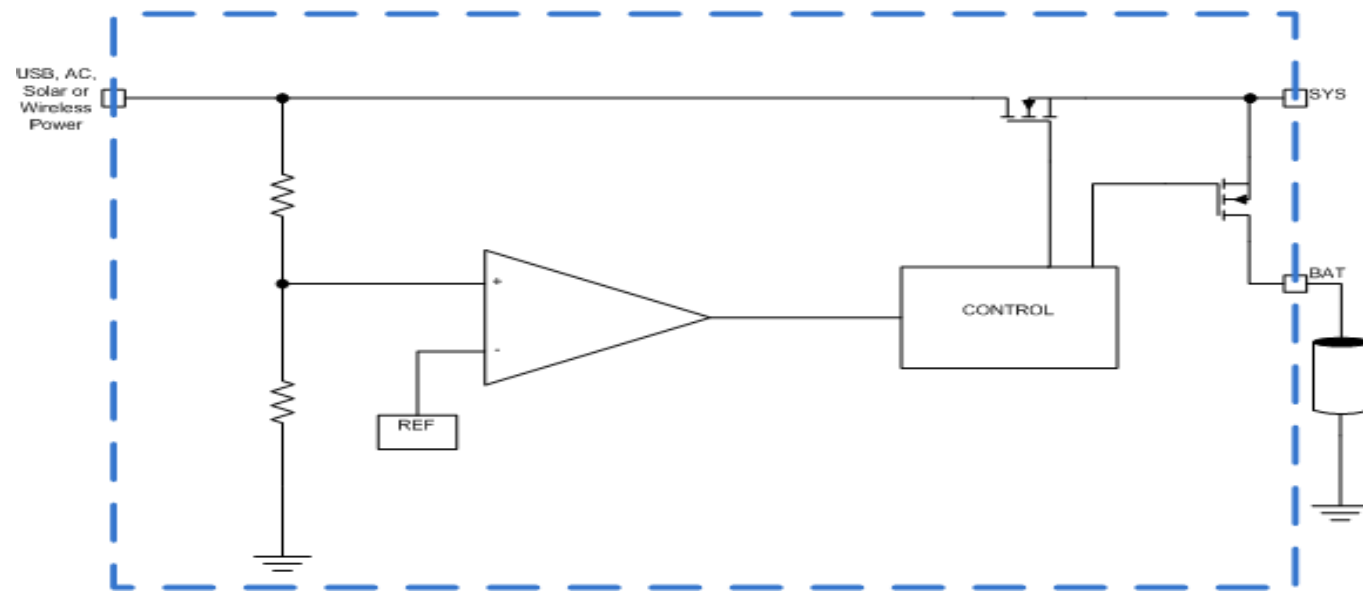 USB, AC,
Solar or
Wireless
Power
SYS
BAT
+
CONTROL
-
REF